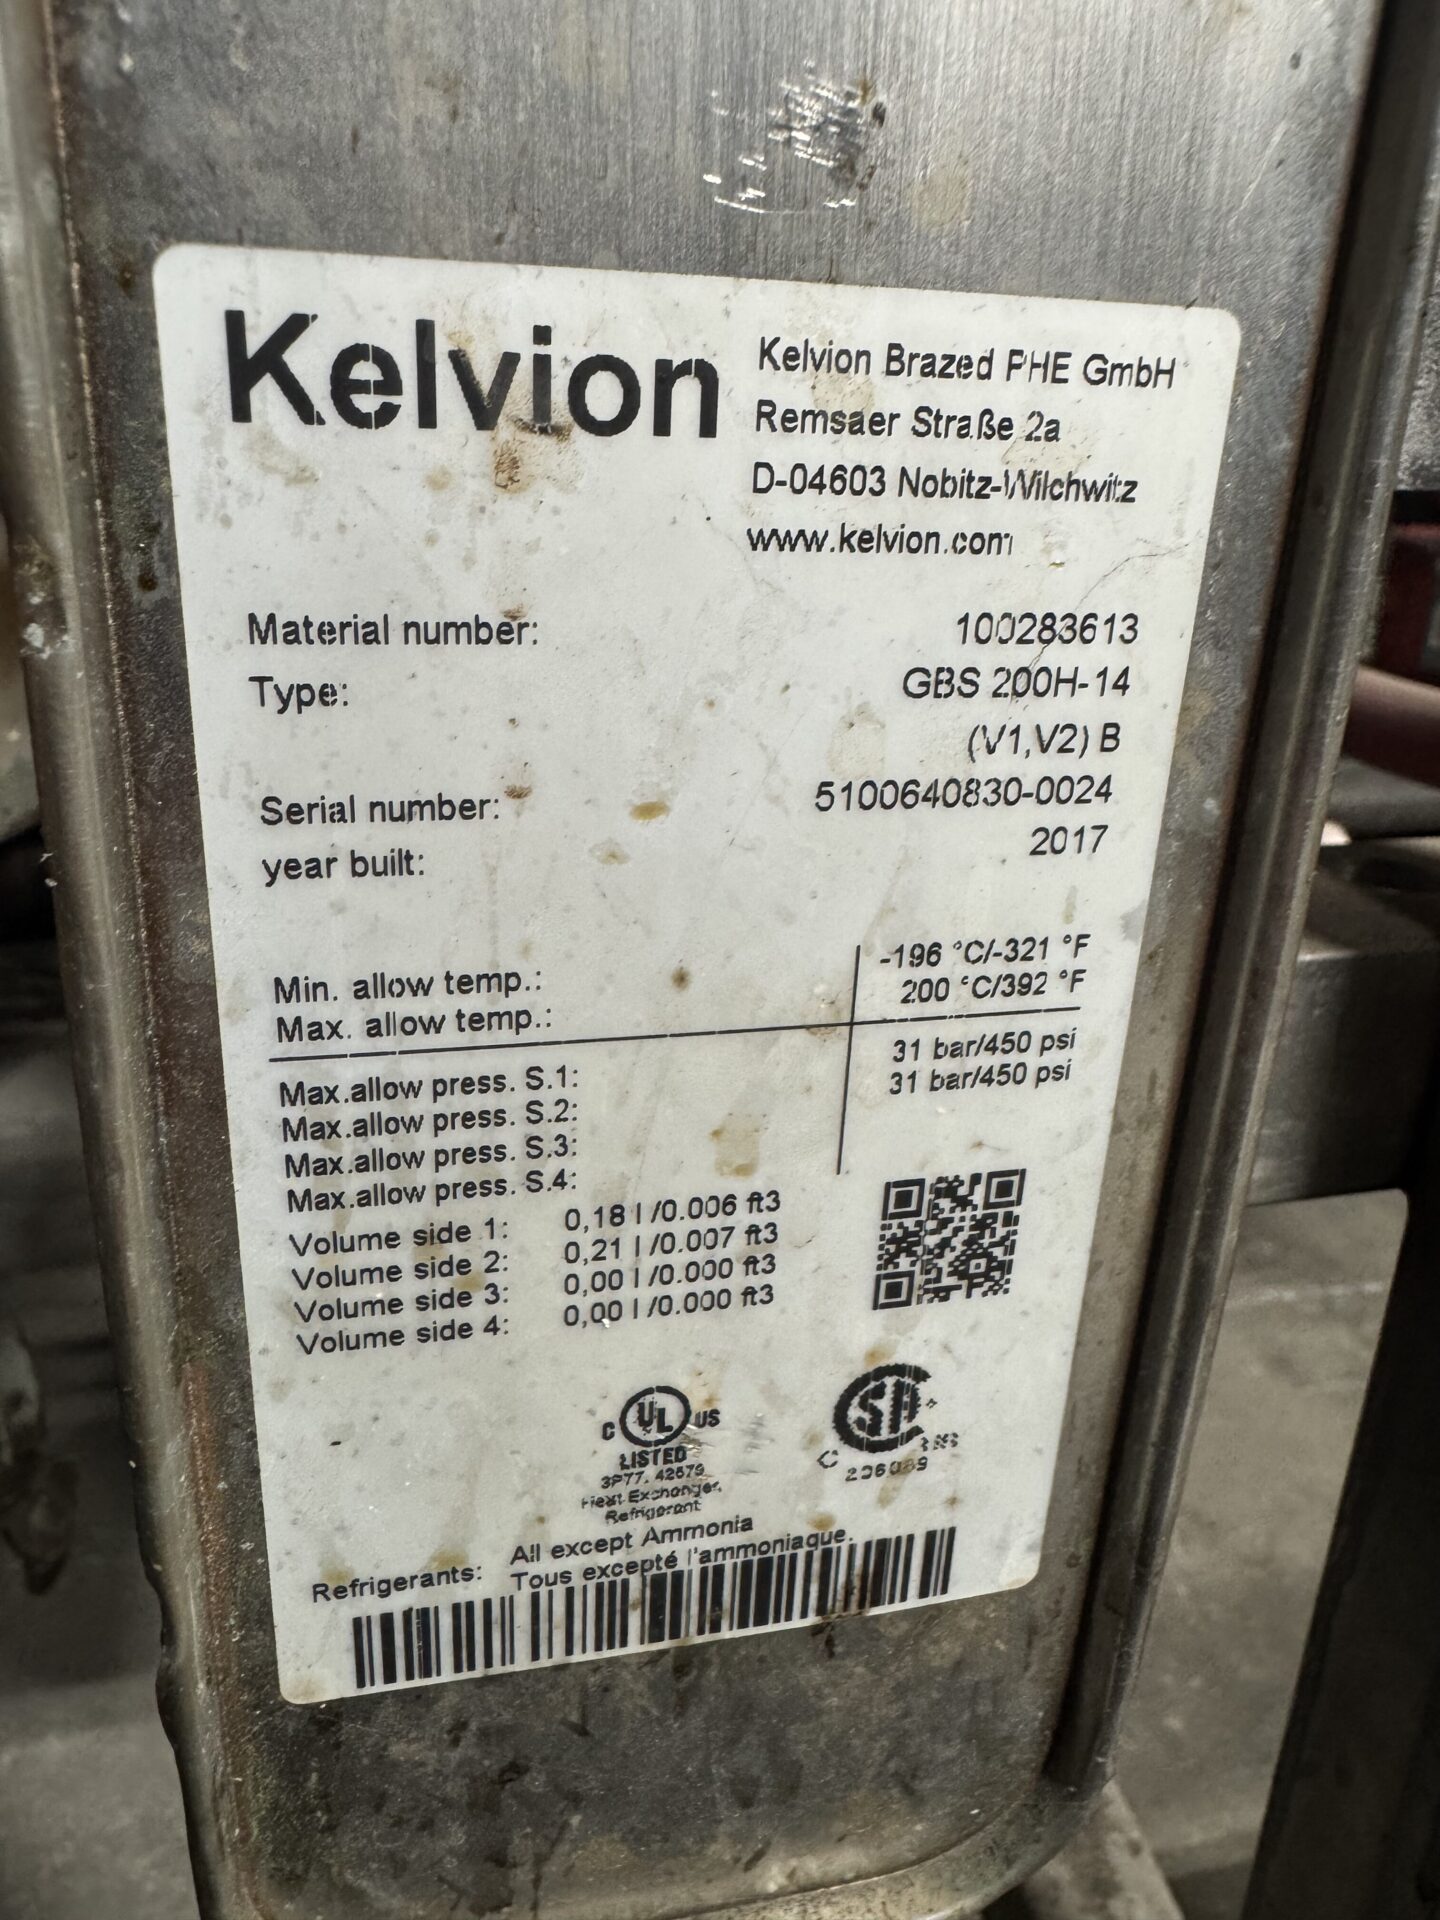 Kelvion
Kelvion Brazed PHE GmbH
Remsaer Straße 2a
D-04603 Nobitz-Wilchwitz
www.kelvion.com
Material number: 100283613
Type: GBS 200H-14
(V1,V2) B
Serial number: 5100640830-0024
year built: 2017
Min. allow temp.: -196 °C/-321 °F
Max. allow temp.: 200 °C/392 °F
Max.allow press. S.1: 31 bar/450 psi
Max.allow press. S.2: 31 bar/450 psi
Max.allow press. S.3:
Max.allow press. S.4:
Volume side 1: 0,18 l /0.006 ft3
Volume side 2: 0,21 l /0.007 ft3
Volume side 3: 0,00 l /0.000 ft3
Volume side 4: 0,00 l /0.000 ft3
C UL US
LISTED
Heat Exchanger,
Refrigerant
C
Refrigerants: All except Ammonia
Tous excepté l'ammoniaque.